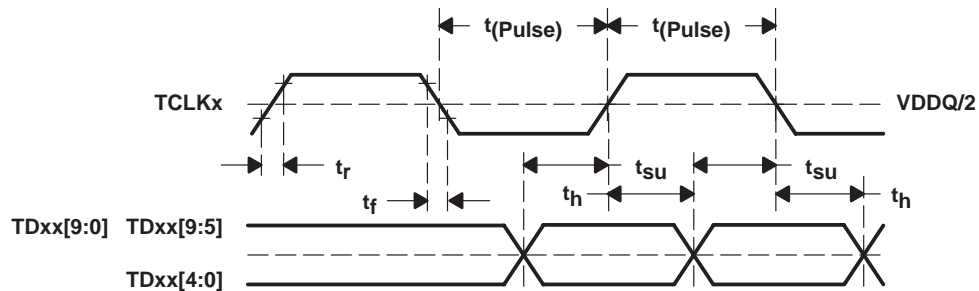 t(Pulse) t(Pulse)
TCLKx VDDQ/2
tr tsu tsu
tf th th
TDxx[9:0] TDxx[9:5]
TDxx[4:0]